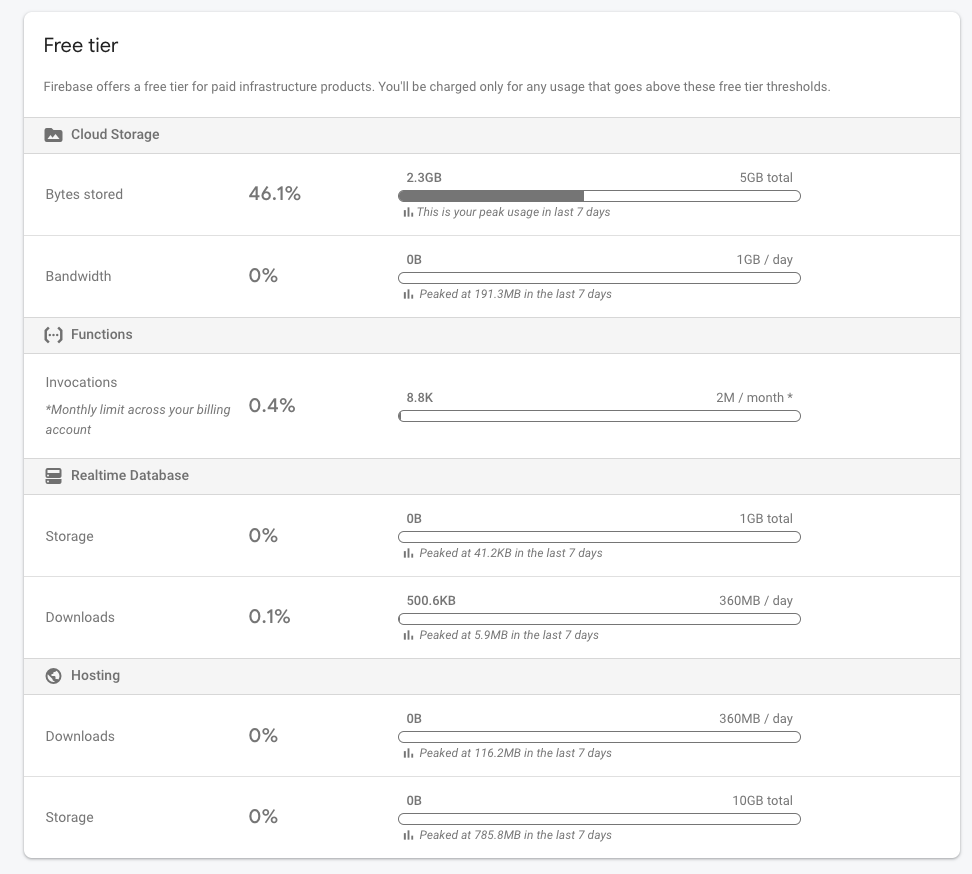 Free tier
Firebase offers a free tier for paid infrastructure products. You'll be charged only for any usage that goes above these free tier thresholds.
Cloud Storage
Bytes stored
46.1%
2.3GB
5GB total
This is your peak usage in last 7 days
Bandwidth
0%
0B
1GB / day
Peaked at 191.3MB in the last 7 days
Functions
Invocations
*Monthly limit across your billing
account
0.4%
8.8K
2M / month *
Realtime Database
Storage
0%
0B
1GB total
Peaked at 41.2KB in the last 7 days
Downloads
0.1%
500.6KB
360MB / day
Peaked at 5.9MB in the last 7 days
Hosting
Downloads
0%
0B
360MB / day
Peaked at 116.2MB in the last 7 days
Storage
0%
0B
10GB total
Peaked at 785.8MB in the last 7 days